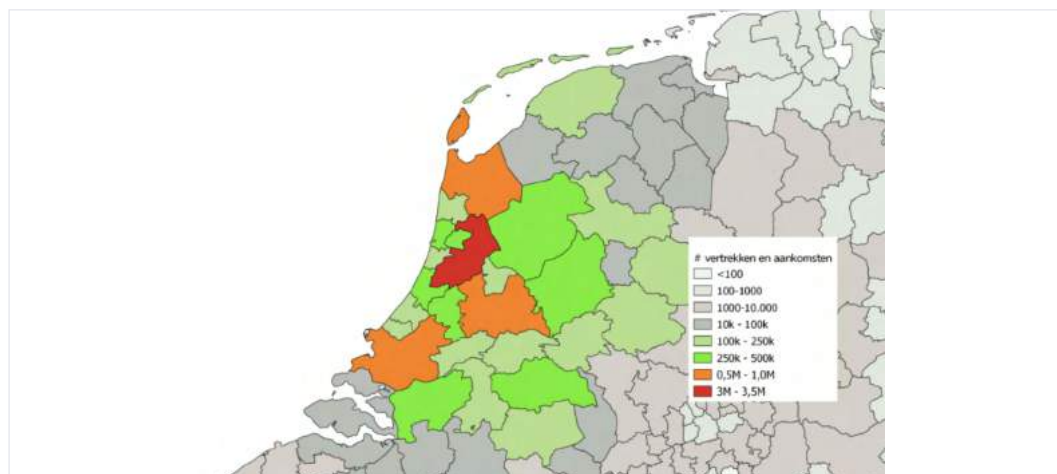 # vertrekken en aankomsten
<100
100-1000
1000-10.000
10k - 100k
100k - 250k
250k - 500k
0,5M - 1,0M
3M - 3,5M